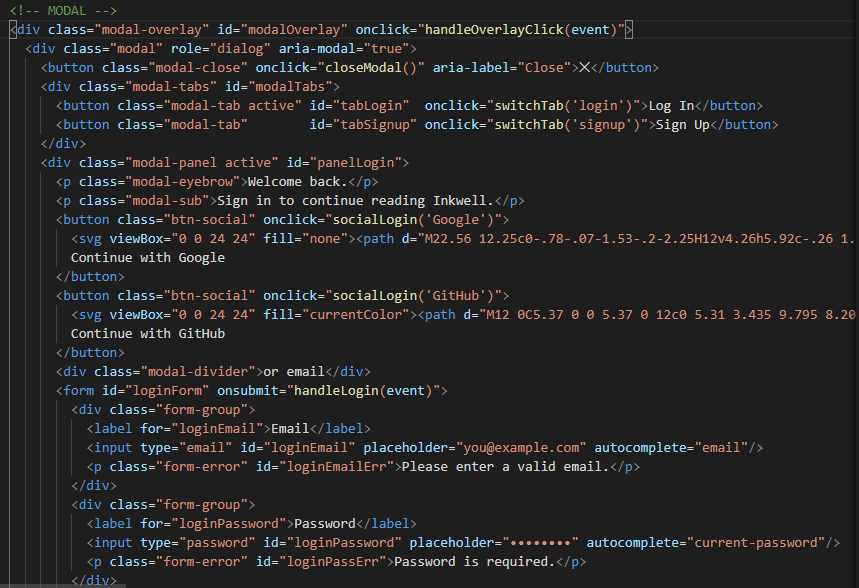 <!-- MODAL -->
<div class="modal-overlay" id="modalOverlay" onclick="handleOverlayClick(event)">
  <div class="modal" role="dialog" aria-modal="true">
    <button class="modal-close" onclick="closeModal()" aria-label="Close">✕</button>
    <div class="modal-tabs" id="modalTabs">
      <button class="modal-tab active" id="tabLogin"  onclick="switchTab('login')">Log In</button>
      <button class="modal-tab"        id="tabSignup" onclick="switchTab('signup')">Sign Up</button>
    </div>
    <div class="modal-panel active" id="panelLogin">
      <p class="modal-eyebrow">Welcome back.</p>
      <p class="modal-sub">Sign in to continue reading Inkwell.</p>
      <button class="btn-social" onclick="socialLogin('Google')">
        <svg viewBox="0 0 24 24" fill="none"><path d="M22.56 12.25c0-.78-.07-1.53-.2-2.25H12v4.26h5.92c-.26 1.
        Continue with Google
      </button>
      <button class="btn-social" onclick="socialLogin('GitHub')">
        <svg viewBox="0 0 24 24" fill="currentColor"><path d="M12 0C5.37 0 0 5.37 0 12c0 5.31 3.435 9.795 8.20
        Continue with GitHub
      </button>
      <div class="modal-divider">or email</div>
      <form id="loginForm" onsubmit="handleLogin(event)">
        <div class="form-group">
          <label for="loginEmail">Email</label>
          <input type="email" id="loginEmail" placeholder="you@example.com" autocomplete="email"/>
          <p class="form-error" id="loginEmailErr">Please enter a valid email.</p>
        </div>
        <div class="form-group">
          <label for="loginPassword">Password</label>
          <input type="password" id="loginPassword" placeholder="••••••••" autocomplete="current-password"/>
          <p class="form-error" id="loginPassErr">Password is required.</p>
        </div>